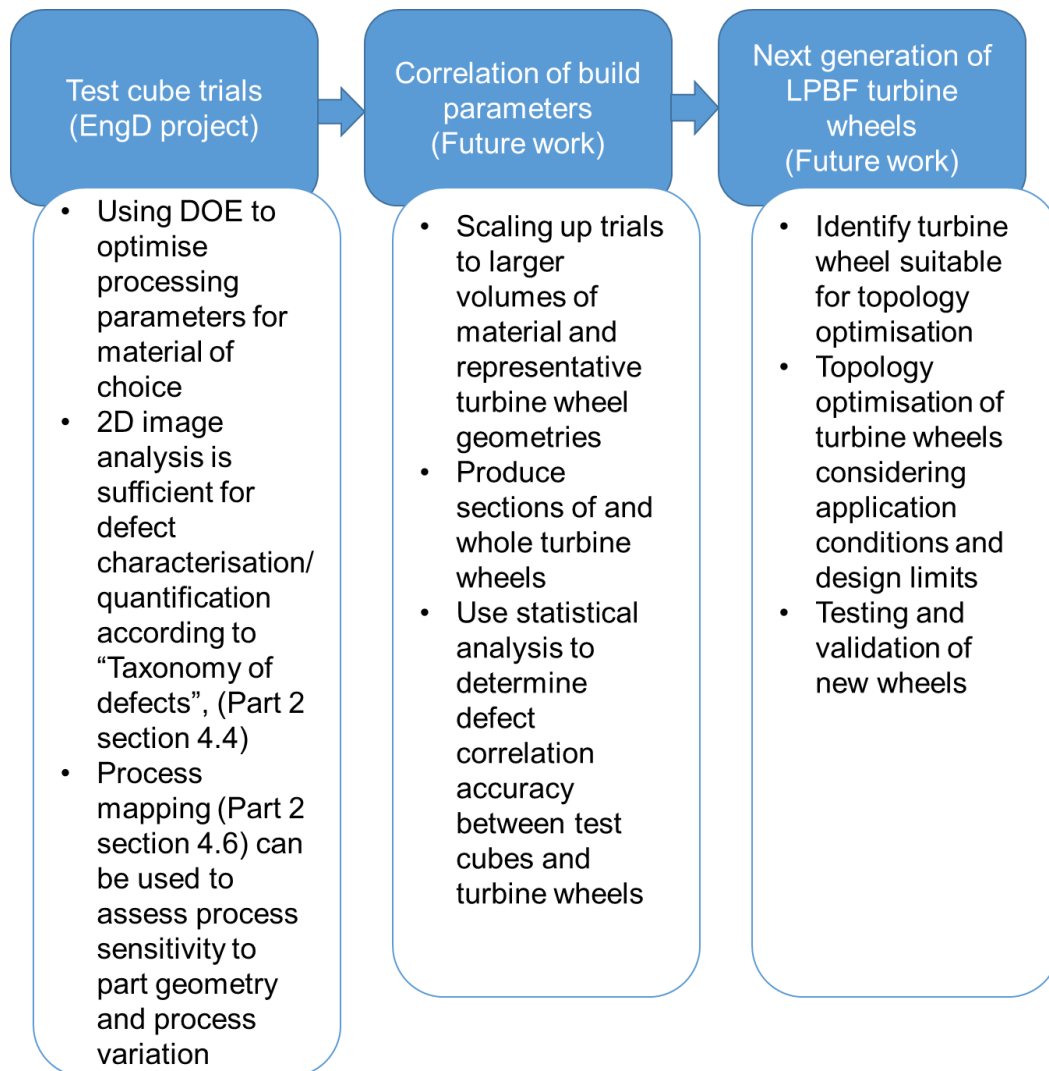 Test cube trials
(EngD project)
• Using DOE to
optimise
processing
parameters for
material of
choice
• 2D image
analysis is
sufficient for
defect
characterisation/
quantification
according to
“Taxonomy of
defects”, (Part 2
section 4.4)
• Process
mapping (Part 2
section 4.6) can
be used to
assess process
sensitivity to
part geometry
and process
variation
Correlation of build
parameters
(Future work)
• Scaling up trials
to larger
volumes of
material and
representative
turbine wheel
geometries
• Produce
sections of and
whole turbine
wheels
• Use statistical
analysis to
determine
defect
correlation
accuracy
between test
cubes and
turbine wheels
Next generation of
LPBF turbine
wheels
(Future work)
• Identify turbine
wheel suitable
for topology
optimisation
• Topology
optimisation of
turbine wheels
considering
application
conditions and
design limits
• Testing and
validation of
new wheels